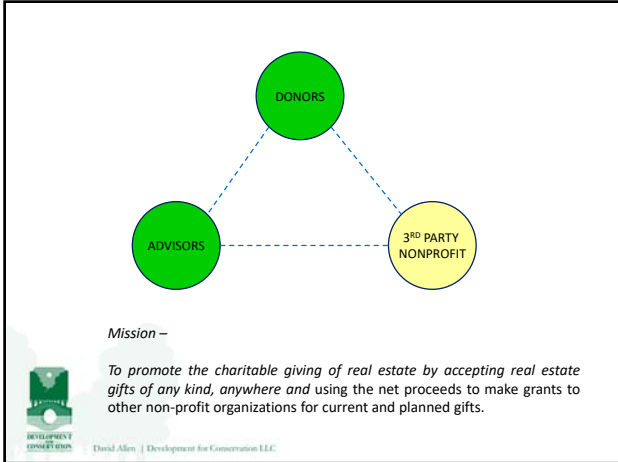 DONORS
ADVISORS
3RD PARTY
NONPROFIT
Mission –
To promote the charitable giving of real estate by accepting real estate
gifts of any kind, anywhere and using the net proceeds to make grants to
other non-profit organizations for current and planned gifts.
DEVELOPMENT
for
CONSERVATION
David Allen | Development for Conservation LLC